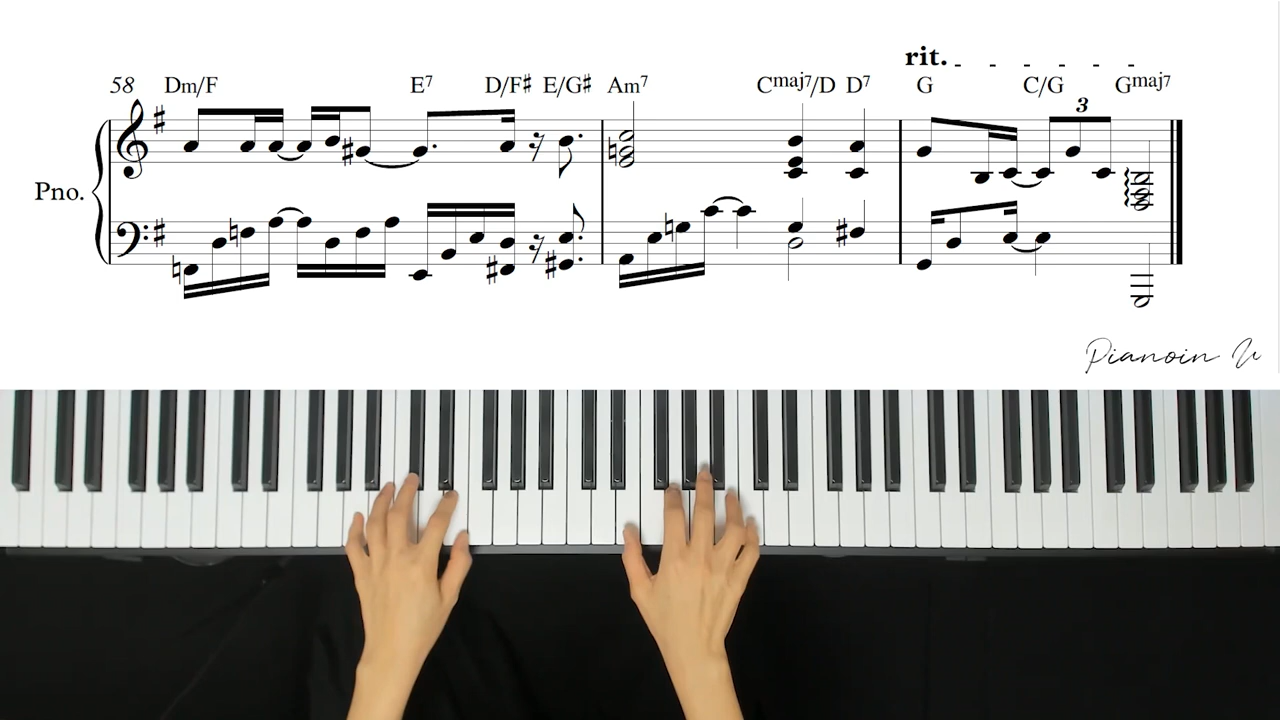 rit.
58 Dm/F E7 D/F♯ E/G♯ Am7 Cmaj7/D D7 G C/G Gmaj7
3
Pno.
Pianoin U